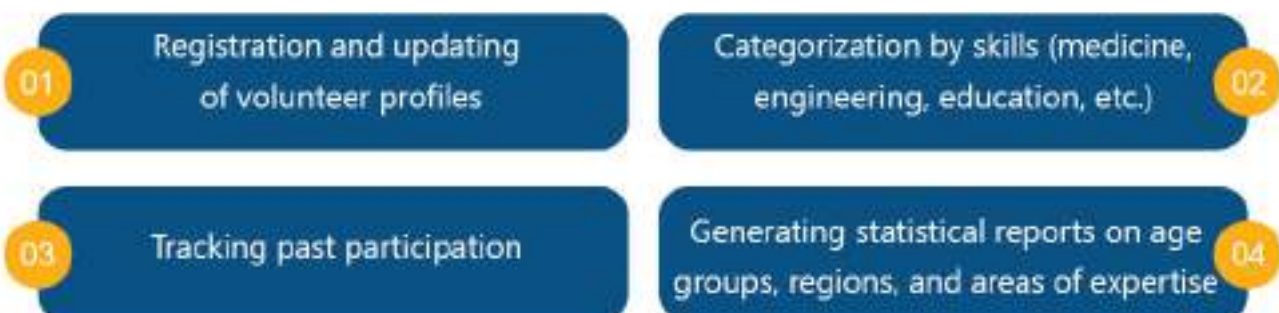 01
Registration and updating
of volunteer profiles
Categorization by skills (medicine,
engineering, education, etc.)
02
03
Tracking past participation
Generating statistical reports on age
groups, regions, and areas of expertise
04